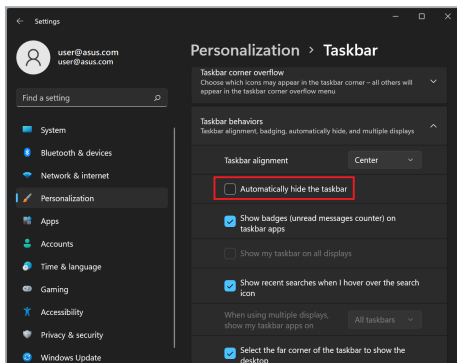 Settings
user@asus.com
user@asus.com
Find a setting
System
Bluetooth & devices
Network & internet
Personalization
Apps
Accounts
Time & language
Gaming
Accessibility
Privacy & security
Windows Update
Personalization > Taskbar
Taskbar corner overflow
Choose which icons may appear in the taskbar corner – all others will
appear in the taskbar corner overflow menu
Taskbar behaviors
Taskbar alignment, badging, automatically hide, and multiple displays
Taskbar alignment
Center
Automatically hide the taskbar
Show badges (unread messages counter) on
taskbar apps
Show my taskbar on all displays
Show recent searches when I hover over the search
icon
When using multiple displays,
show my taskbar apps on
All taskbars
Select the far corner of the taskbar to show the
desktop